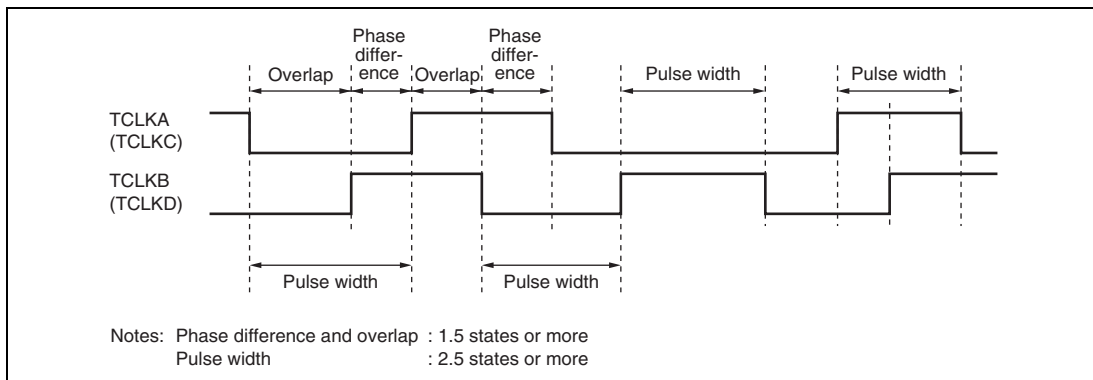 Phase
differ-
ence
Phase
differ-
ence
Overlap
Overlap
Pulse width
Pulse width
TCLKA
(TCLKC)
TCLKB
(TCLKD)
Pulse width
Pulse width
Notes: Phase difference and overlap : 1.5 states or more
Pulse width : 2.5 states or more